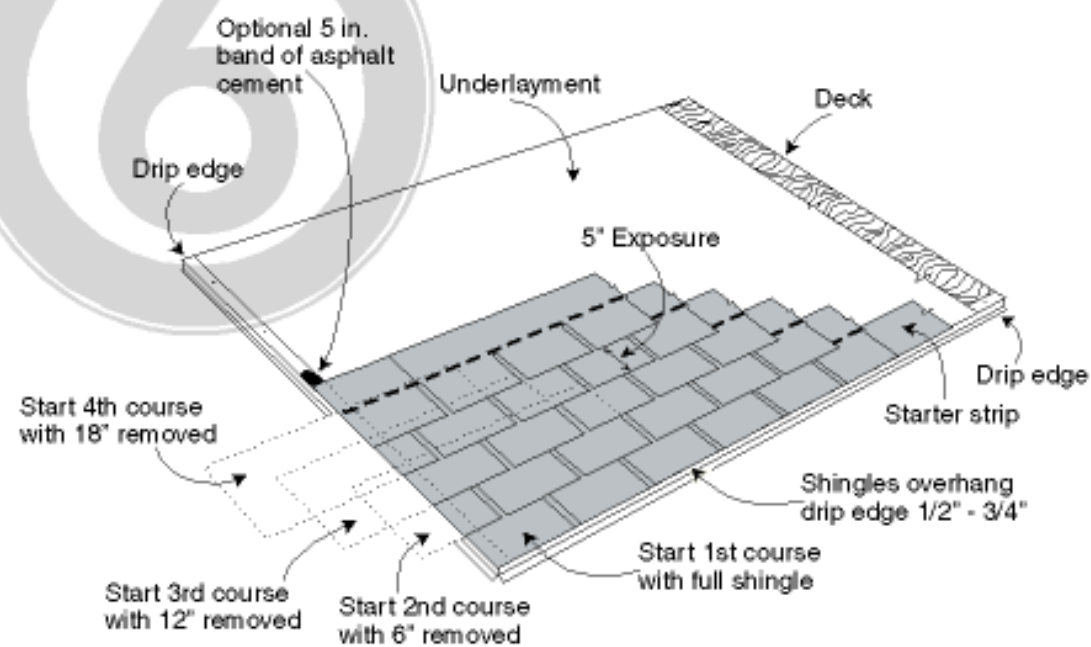 Optional 5 in.
band of asphalt
cement
Underlayment
Deck
Drip edge
5" Exposure
Drip edge
Starter strip
Start 4th course
with 18" removed
Shingles overhang
drip edge 1/2" - 3/4"
Start 1st course
with full shingle
Start 3rd course
with 12" removed
Start 2nd course
with 6" removed
6